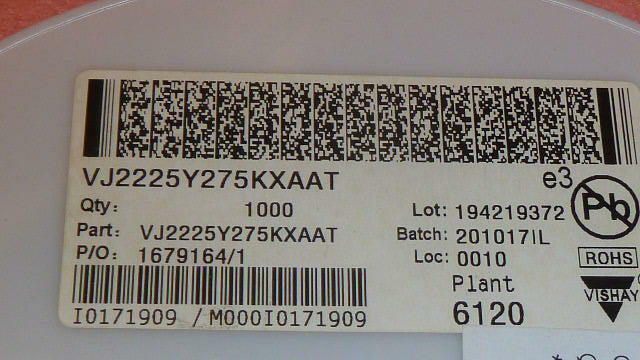 VJ2225Y275KXAAT
e3
Pb
Qty: 1000
Lot: 194219372
Part: VJ2225Y275KXAAT
Batch: 201017IL
ROHS
P/O: 1679164/1
Loc: 0010
Plant
6120
VISHAY
I0171909 / M000I0171909